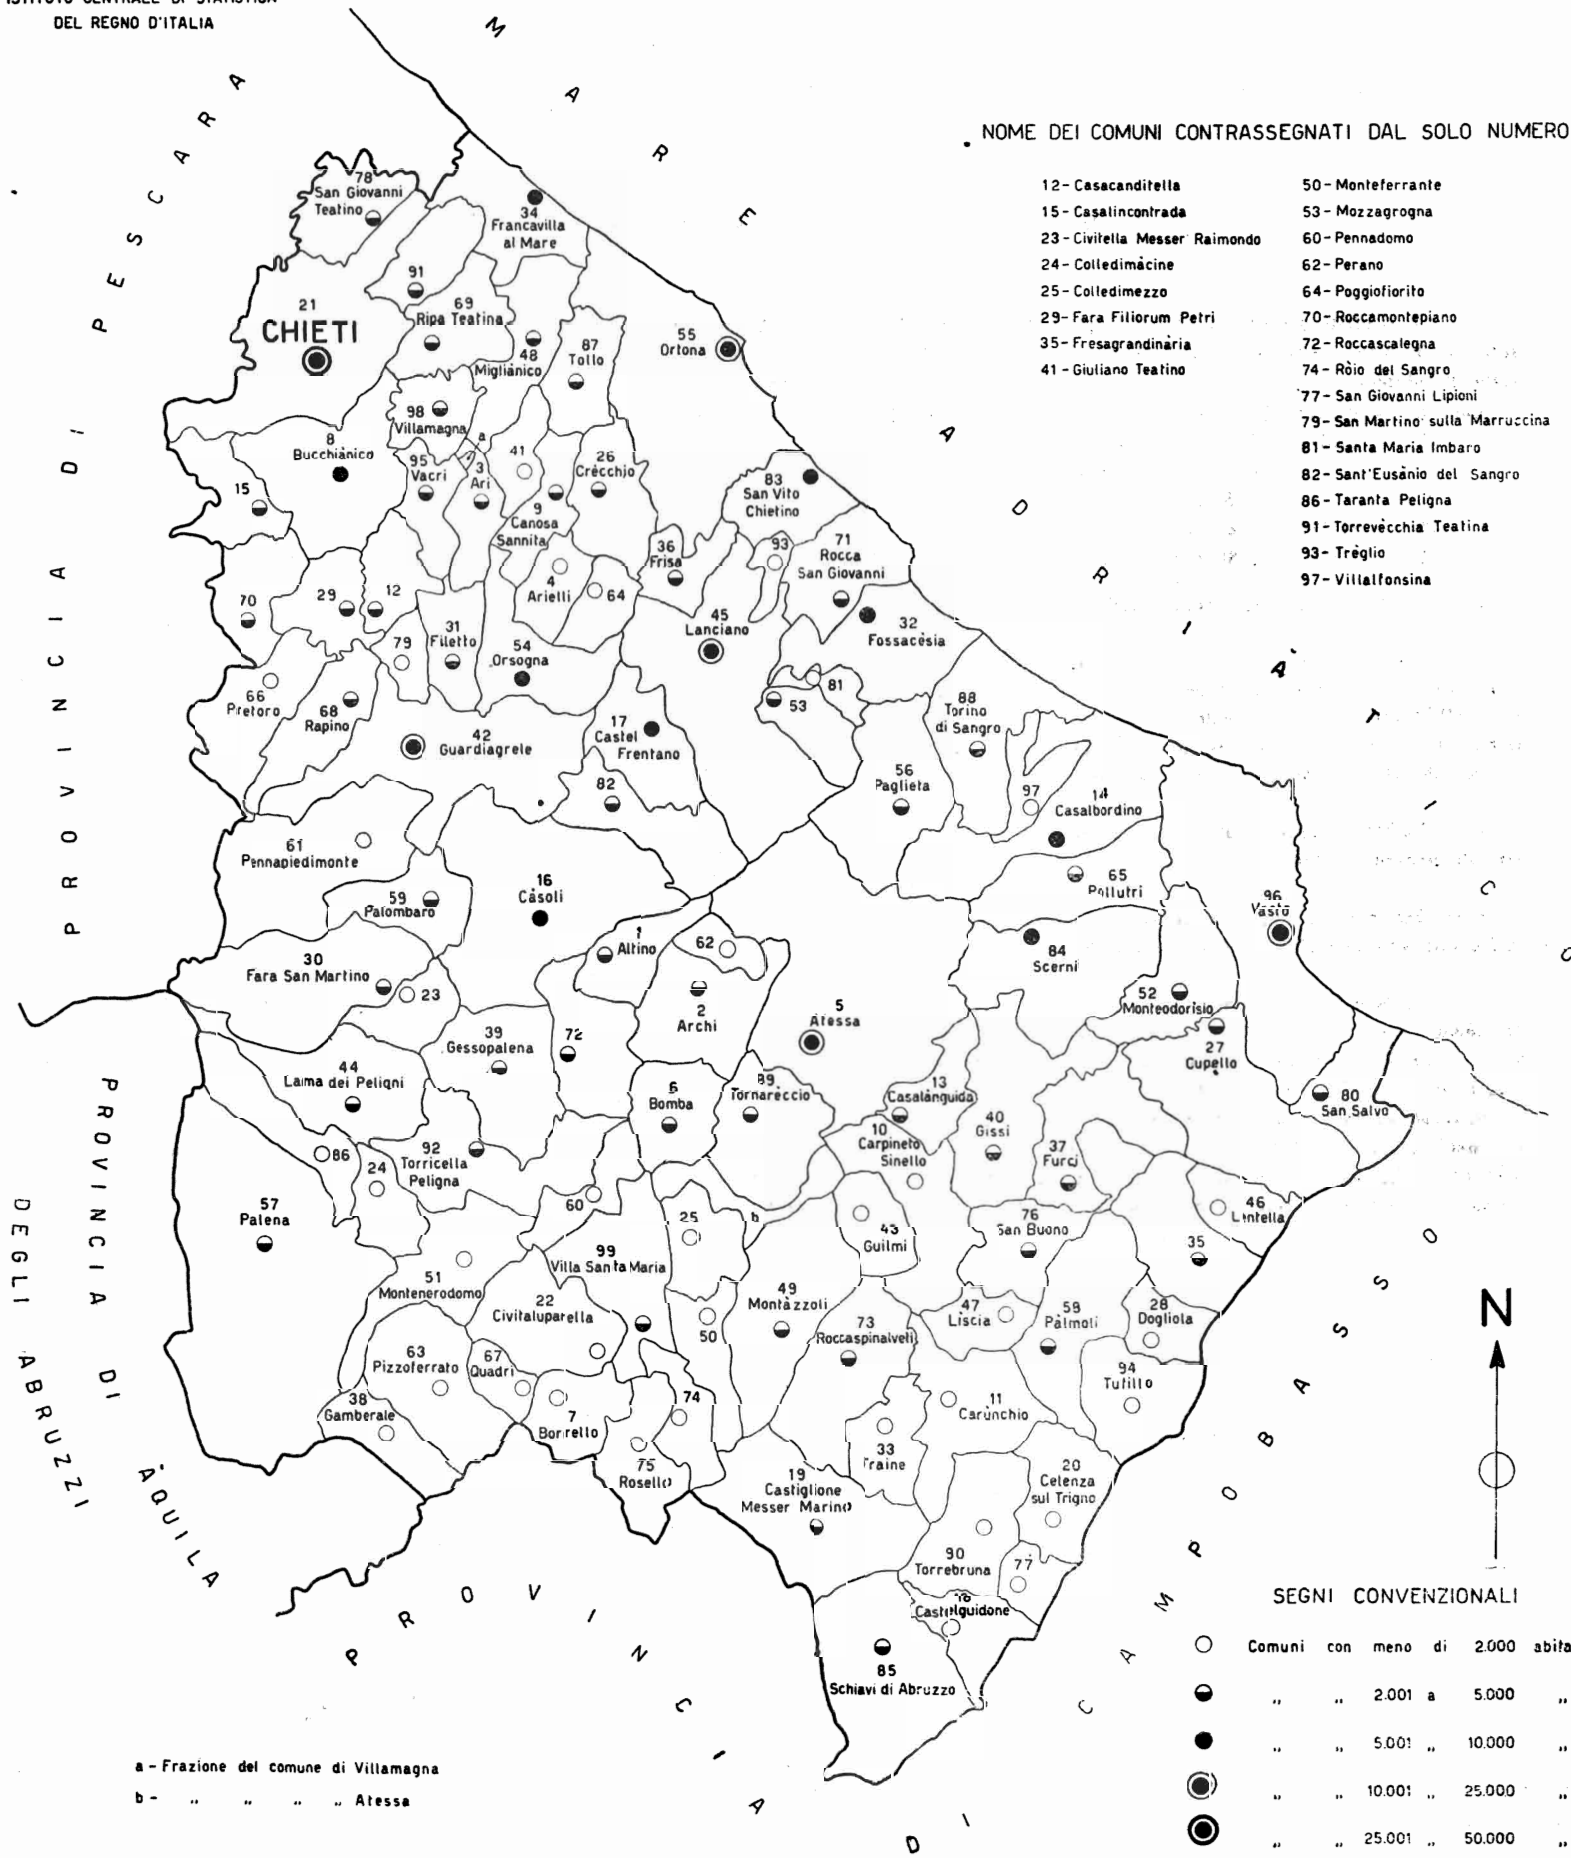 ISTITUTO CENTRALE DI STATISTICA
DEL REGNO D'ITALIA
MARE ADRIATICO
PROVINCIA DI PESCARA
PROVINCIA DI ÀQUILA
DEGLI ABRUZZI
PROVINCIA DI CAMPOBASSO
NOME DEI COMUNI CONTRASSEGNATI DAL SOLO NUMERO
12- Casacanditella
15- Casalincontrada
23- Civitella Messer Raimondo
24- Colledimàcine
25- Colledimezzo
29- Fara Filiorum Petri
35- Fresagrandinària
41- Giuliano Teatino
50- Monteferrante
53- Mozzagrogna
60- Pennadomo
62- Perano
64- Poggiofiorito
70- Roccamontepiano
72- Roccascalegna
74- Ròio del Sangro
77- San Giovanni Lipioni
79- San Martino sulla Marruccina
81- Santa Maria Imbaro
82- Sant'Eusànio del Sangro
86- Taranta Peligna
91- Torrevècchia Teatina
93- Trèglio
97- Villalfonsina
78
San Giovanni
Teatino
34
Francavilla
al Mare
91
21
CHIETI
69
Ripa Teatina
48
Miglianico
87
Tollo
55
Ortona
98
Villamagna
a
8
Bucchiànico
95
Vacri
3
Ari
41
26
Crècchio
15
9
Canosa
Sannita
83
San Vito
Chietino
36
Frisa
93
71
Rocca
San Giovanni
4
Arielli
64
70
29
12
79
31
Filetto
54
Orsogna
45
Lanciano
32
Fossacèsia
66
Pretoro
68
Rapino
81
53
42
Guardiagrele
17
Castel
Frentano
88
Torino
di Sangro
82
56
Paglieta
97
14
Casalbordino
61
Pennapiedimonte
59
Palombaro
16
Càsoli
65
Pollutri
96
Vasto
1
Altino
62
84
Scerni
30
Fara San Martino
23
52
Monteodorisio
2
Archi
5
Atessa
39
Gessopalena
72
27
Cupello
44
Lama dei Peligni
6
Bomba
89
Tornarèccio
13
Casalànguida
80
San Salvo
10
Carpineto
Sinello
40
Gissi
37
Furci
86
24
92
Torricella
Peligna
57
Palena
60
25
b
43
Guilmi
76
San Buono
46
Lentella
35
99
Villa Santa Maria
51
Montenerodomo
22
Civitaluparella
50
49
Montàzzoli
73
Roccaspinalveti
47
Liscia
59
Palmoli
28
Dogliola
63
Pizzoferrato
67
Quadri
94
Tufillo
38
Gamberale
7
Borrello
74
11
Carùnchio
33
Fraine
75
Rosello
19
Castiglione
Messer Marino
20
Celenza
sul Trigno
90
Torrebruna
77
18
Castelguidone
85
Schiavi di Abruzzo
N
SEGNI CONVENZIONALI
Comuni con meno di 2.000 abita
,, ,, 2.001 a 5.000 ,,
,, ,, 5.001 ,, 10.000 ,,
,, ,, 10.001 ,, 25.000 ,,
,, ,, 25.001 ,, 50.000 ,,
a - Frazione del comune di Villamagna
b - ,, ,, ,, ,, Atessa